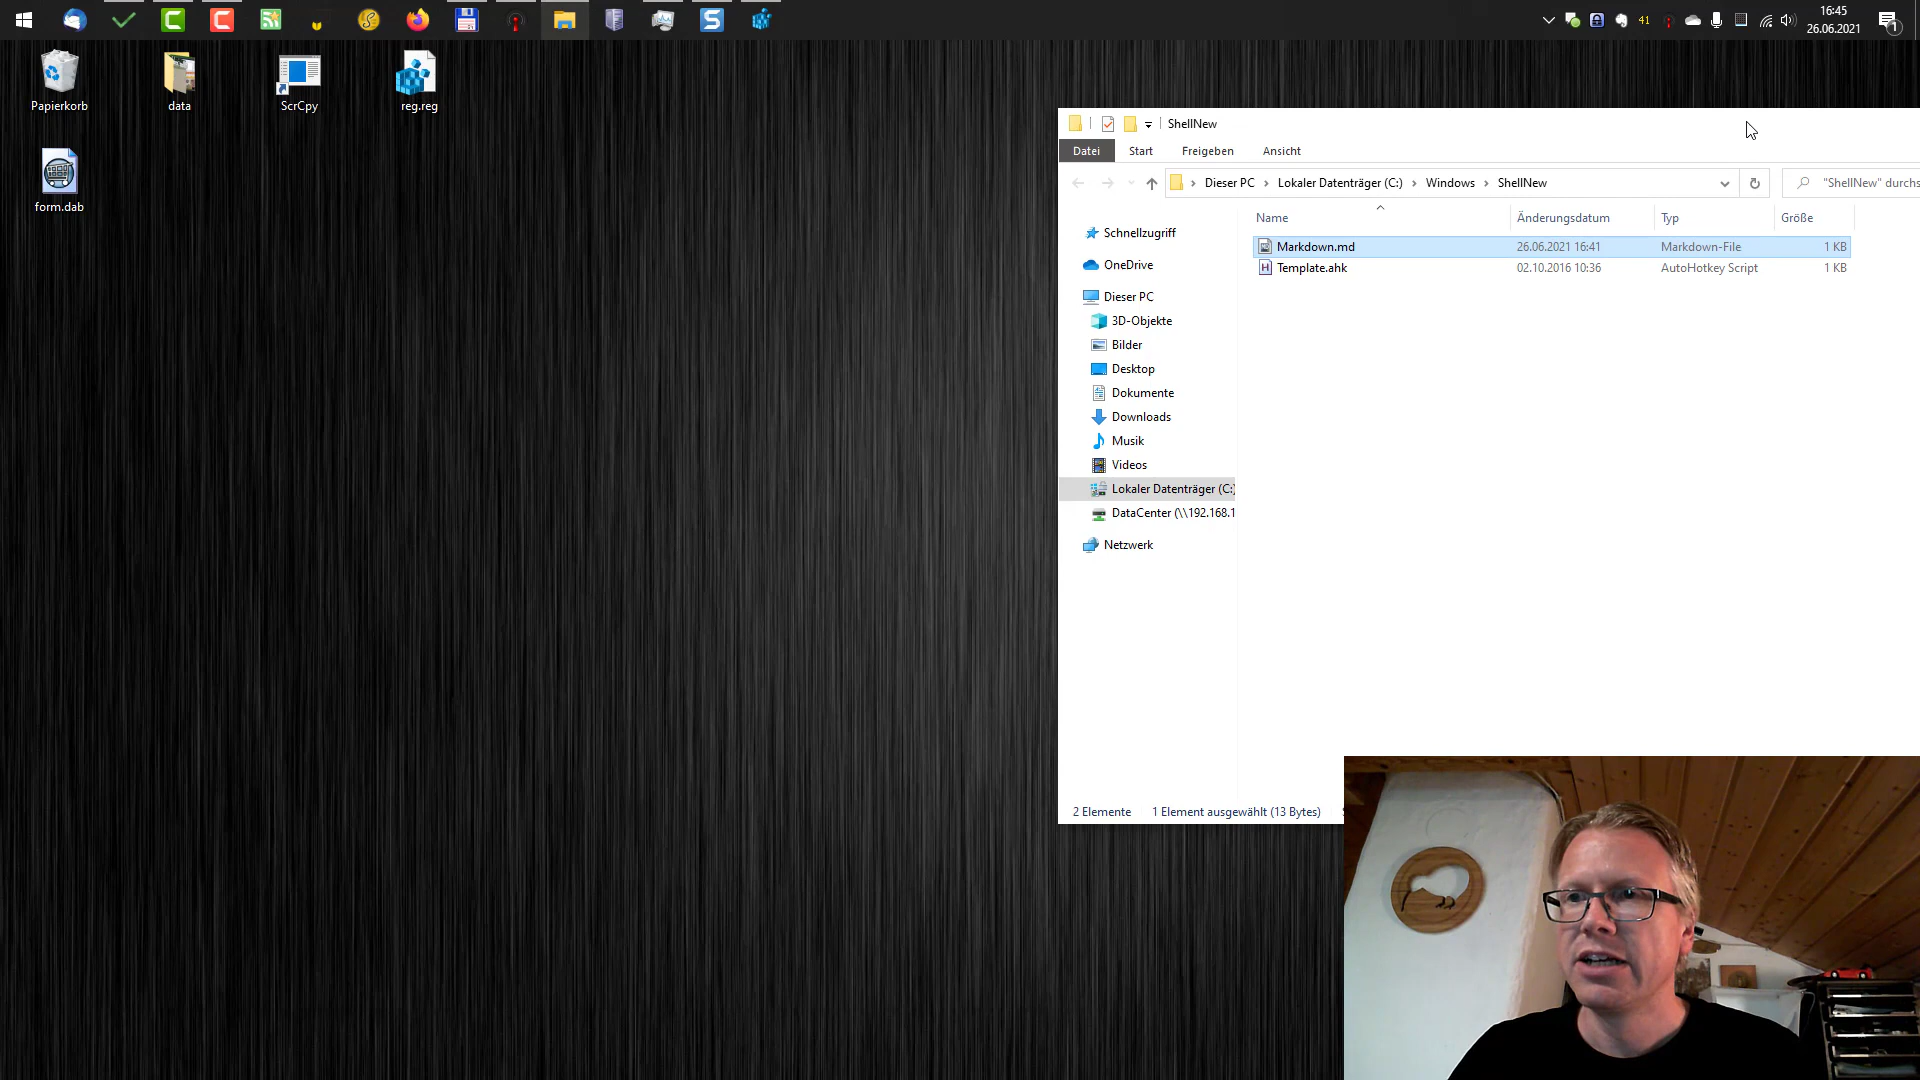 41
16:45
26.06.2021
1
Papierkorb
data
ScrCpy
reg.reg
form.dab
ShellNew
Datei Start Freigeben Ansicht
Dieser PC Lokaler Datenträger (C:) Windows ShellNew
"ShellNew" durchs
Name Änderungsdatum Typ Größe
Markdown.md 26.06.2021 16:41 Markdown-File 1 KB
Template.ahk 02.10.2016 10:36 AutoHotkey Script 1 KB
Schnellzugriff
OneDrive
Dieser PC
3D-Objekte
Bilder
Desktop
Dokumente
Downloads
Musik
Videos
Lokaler Datenträger (C:)
DataCenter (\\192.168.1
Netzwerk
2 Elemente 1 Element ausgewählt (13 Bytes)